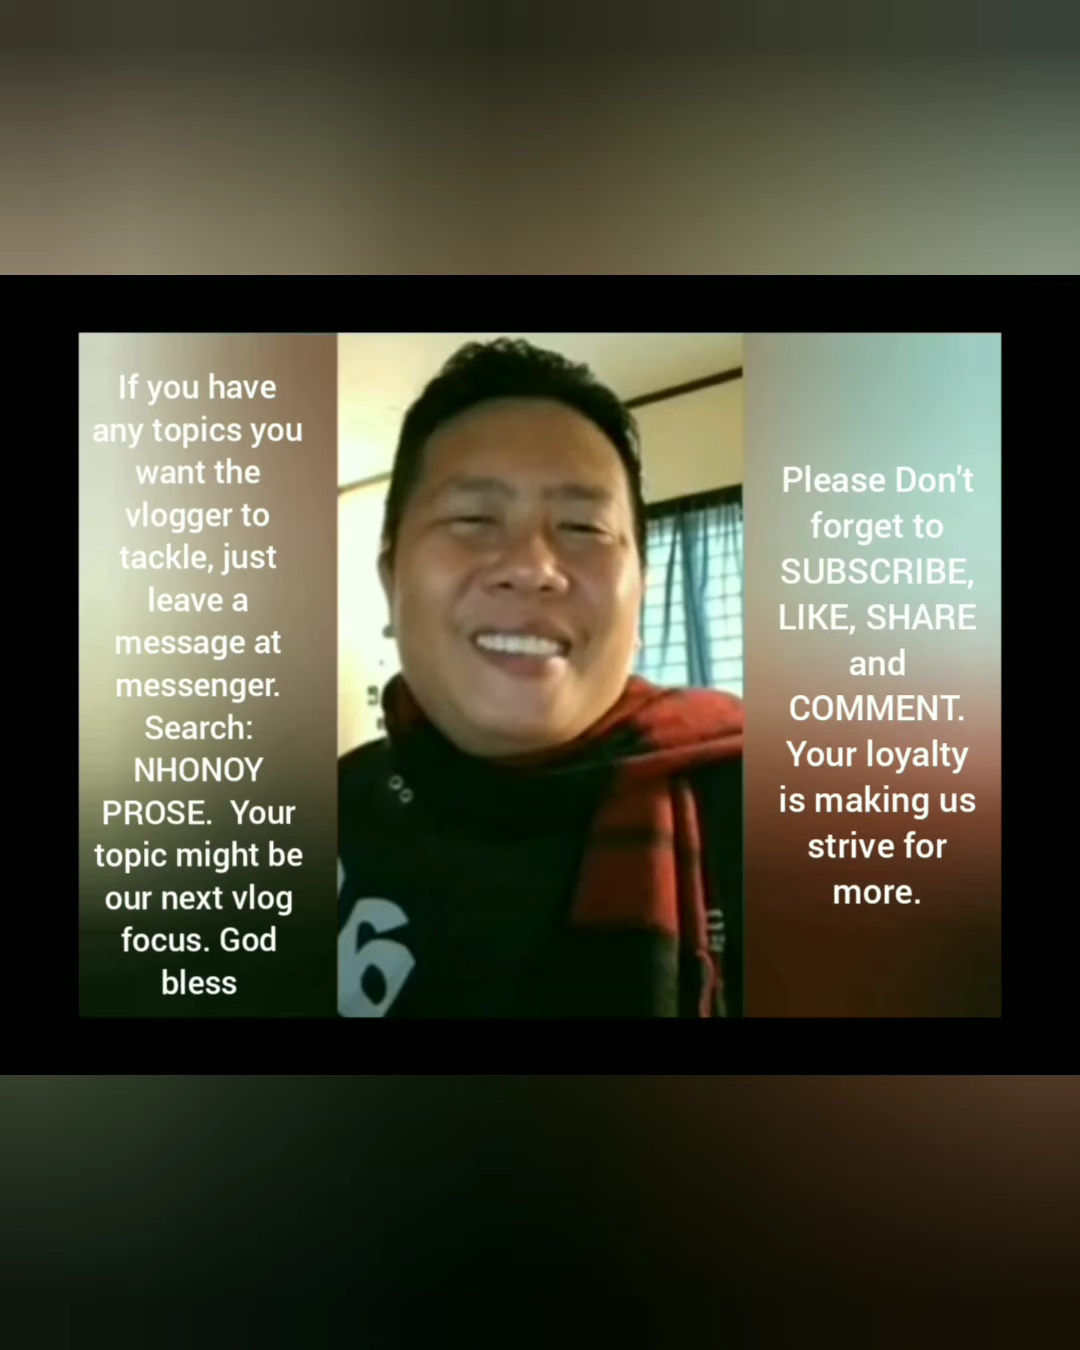 If you have
any topics you
want the
vlogger to
tackle, just
leave a
message at
messenger.
Search:
NHONOY
PROSE.  Your
topic might be
our next vlog
focus. God
bless
Please Don't
forget to
SUBSCRIBE,
LIKE, SHARE
and
COMMENT.
Your loyalty
is making us
strive for
more.
6